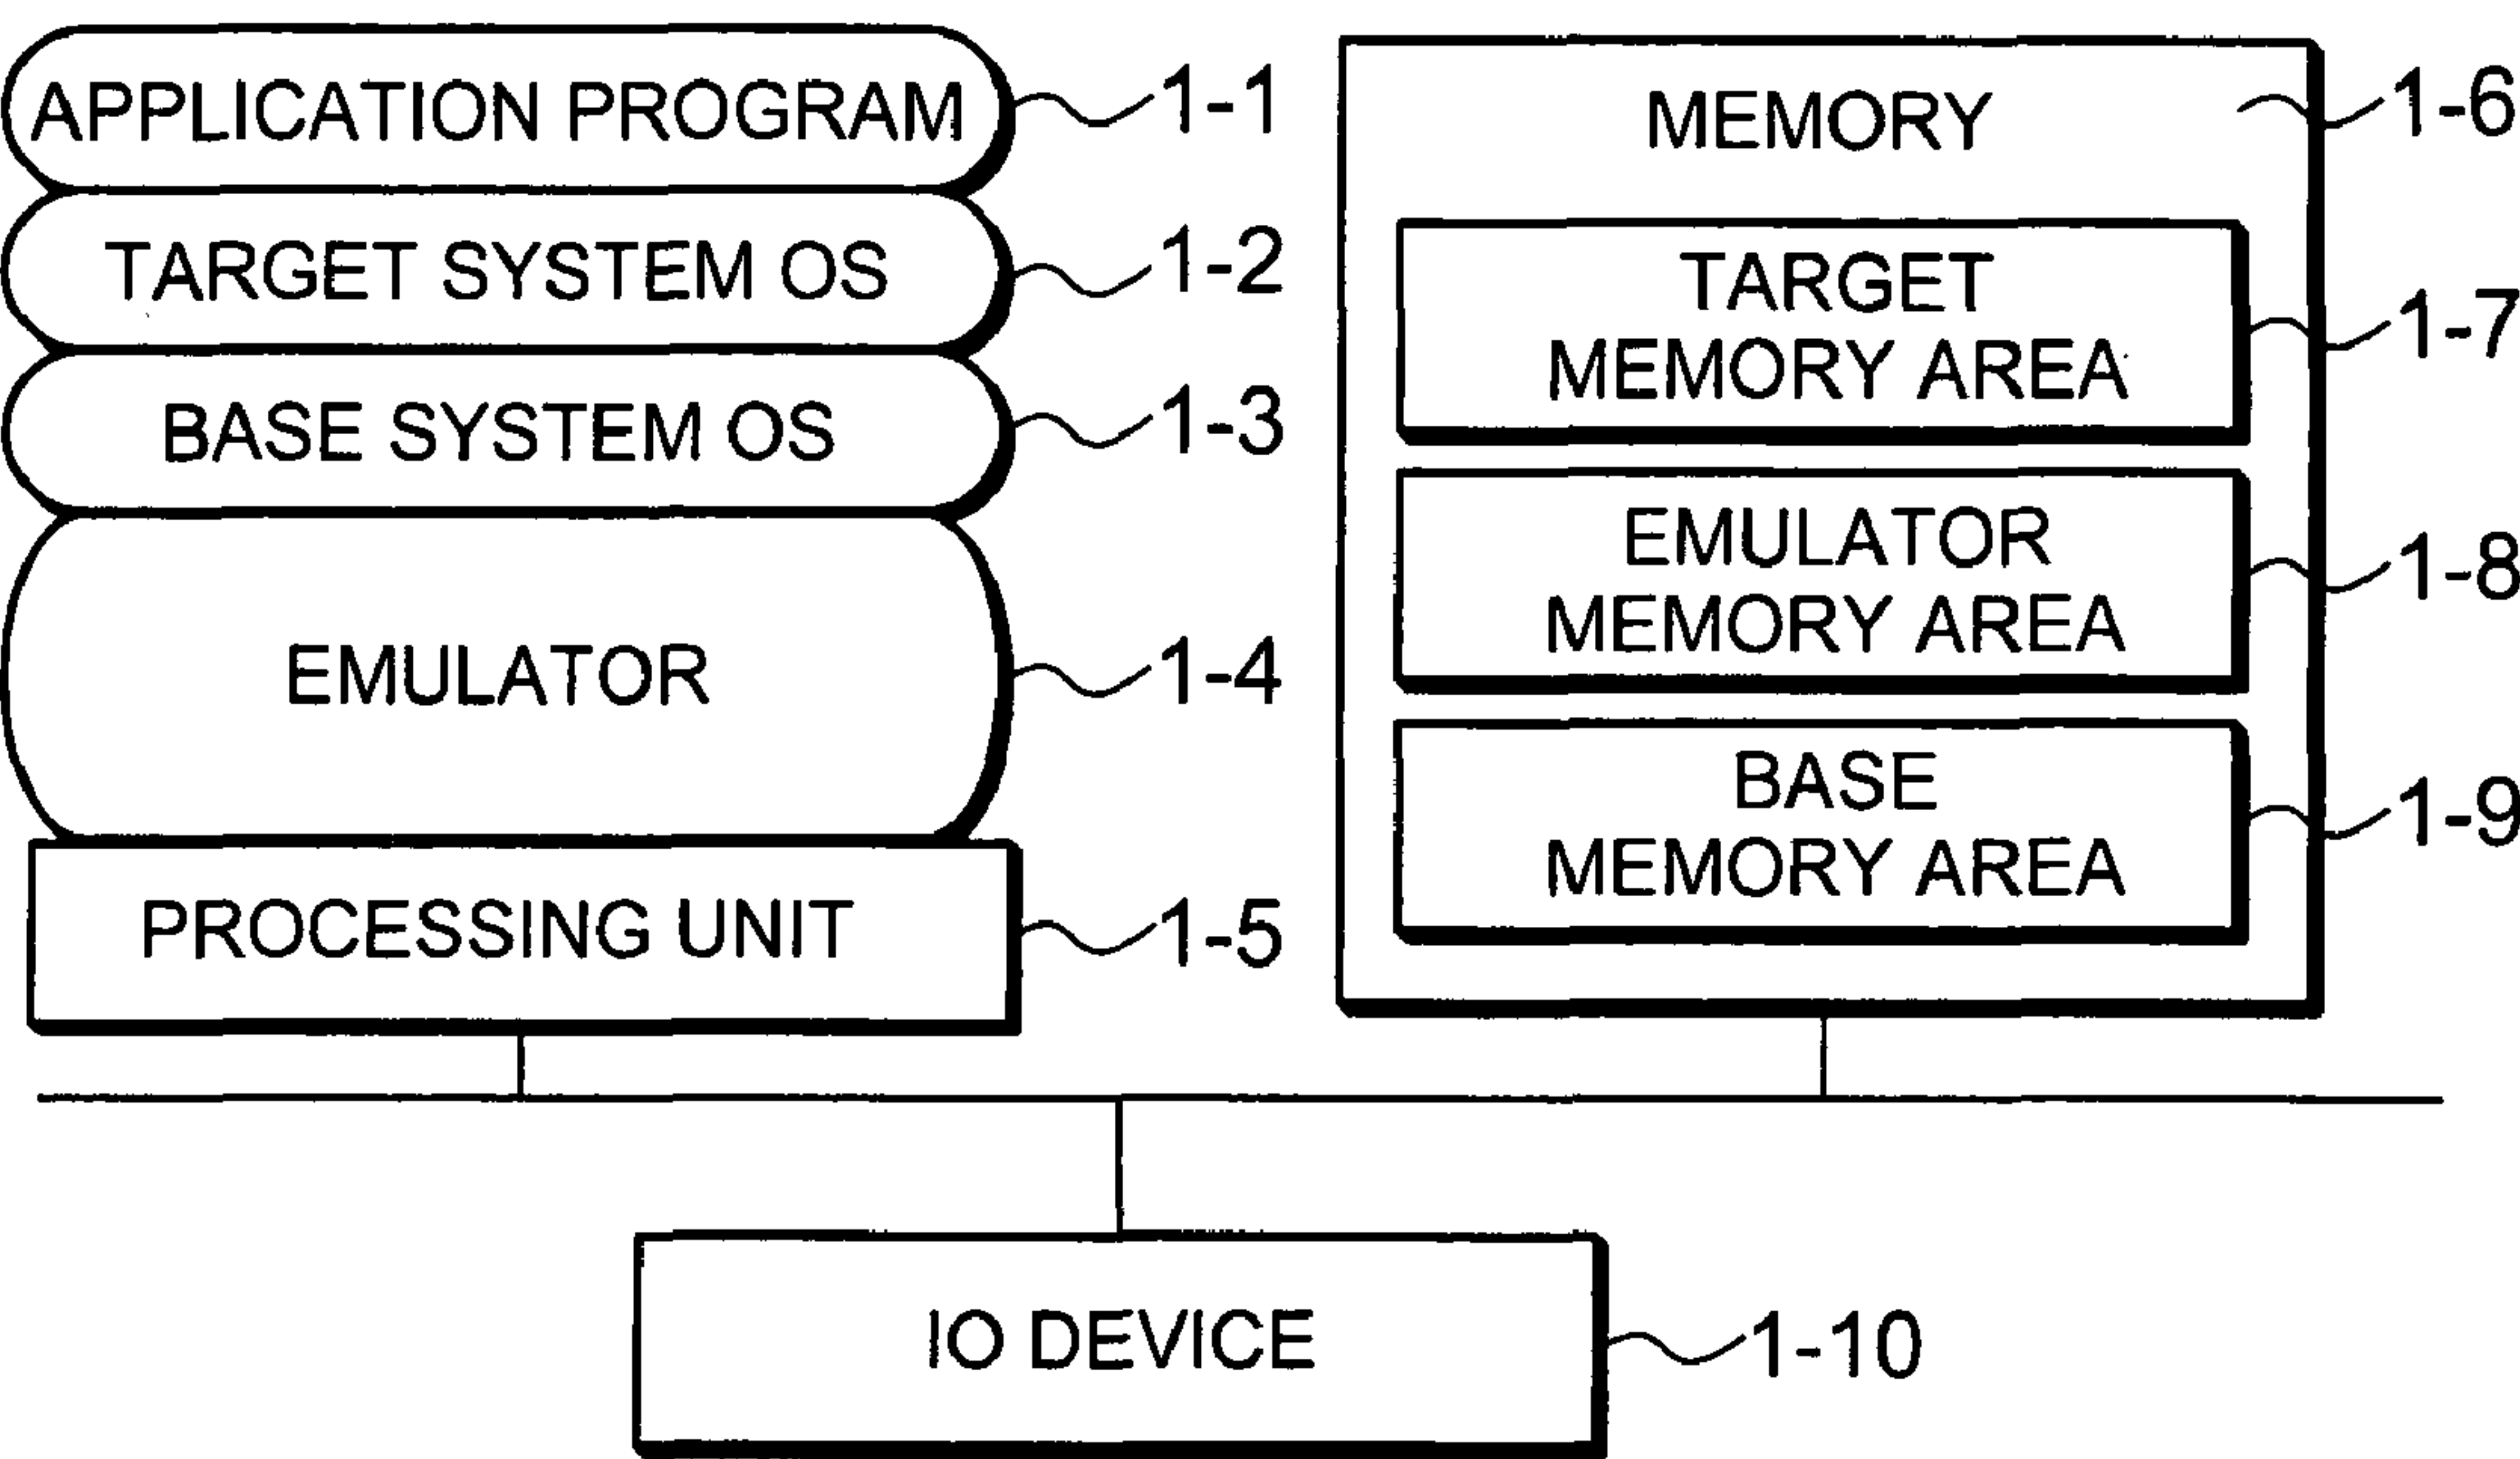 APPLICATION PROGRAM
1-1
TARGET SYSTEM OS
1-2
BASE SYSTEM OS
1-3
EMULATOR
1-4
PROCESSING UNIT
1-5
MEMORY
1-6
TARGET
MEMORY AREA
1-7
EMULATOR
MEMORY AREA
1-8
BASE
MEMORY AREA
1-9
IO DEVICE
1-10